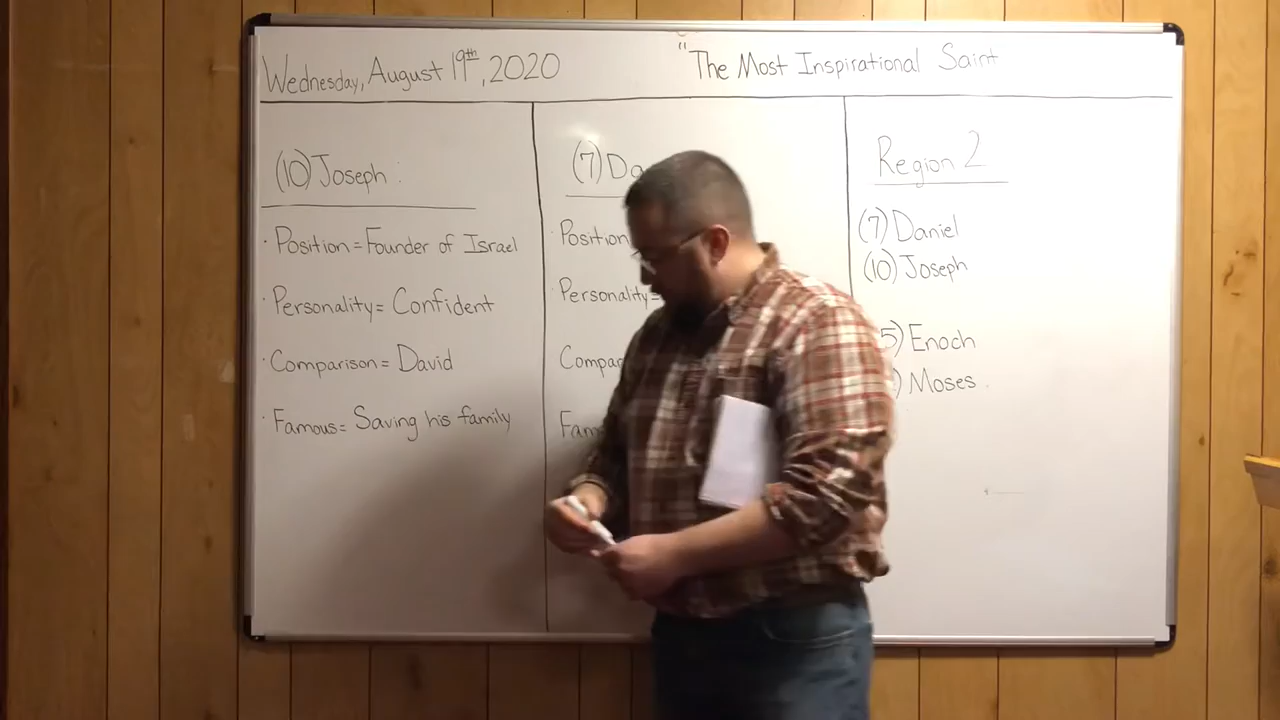 Wednesday, August 19th, 2020
"The Most Inspirational Saint
(10) Joseph :
· Position = Founder of Israel
· Personality = Confident
· Comparison = David
· Famous = Saving his family
(7) Da
· Position
Personality =
Compar
Fam
Region 2
(7) Daniel
(10) Joseph
5) Enoch
) Moses